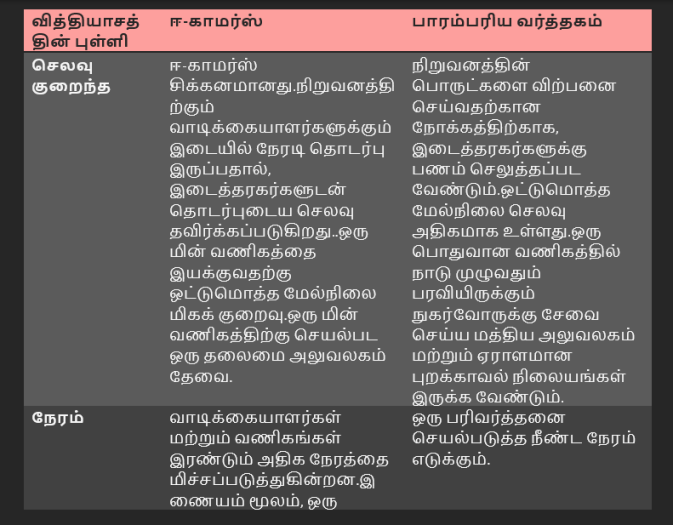 வித்தியாசத்
தின் புள்ளி
ஈ-காமர்ஸ்
பாரம்பரிய வர்த்தகம்
செலவு
குறைந்த
ஈ-காமர்ஸ்
சிக்கனமானது.நிறுவனத்தி
ற்கும்
வாடிக்கையாளர்களுக்கும்
இடையில் நேரடி தொடர்பு
இருப்பதால்,
இடைத்தரகர்களுடன்
தொடர்புடைய செலவு
தவிர்க்கப்படுகிறது..ஒரு
மின் வணிகத்தை
இயக்குவதற்கு
ஒட்டுமொத்த மேல்நிலை
மிகக் குறைவு.ஒரு மின்
வணிகத்திற்கு செயல்பட
ஒரு தலைமை அலுவலகம்
தேவை.
நிறுவனத்தின்
பொருட்களை விற்பனை
செய்வதற்கான
நோக்கத்திற்காக,
இடைத்தரகர்களுக்கு
பணம் செலுத்தப்பட
வேண்டும்.ஒட்டுமொத்த
மேல்நிலை செலவு
அதிகமாக உள்ளது.ஒரு
பொதுவான வணிகத்தில்
நாடு முழுவதும்
பரவியிருக்கும்
நுகர்வோருக்கு சேவை
செய்ய மத்திய அலுவலகம்
மற்றும் ஏராளமான
புறக்காவல் நிலையங்கள்
இருக்க வேண்டும்.
நேரம்
வாடிக்கையாளர்கள்
மற்றும் வணிகங்கள்
இரண்டும் அதிக நேரத்தை
மிச்சப்படுத்துகின்றன.இ
ணையம் மூலம், ஒரு
ஒரு பரிவர்த்தனை
செயல்படுத்த நீண்ட நேரம்
எடுக்கும்.